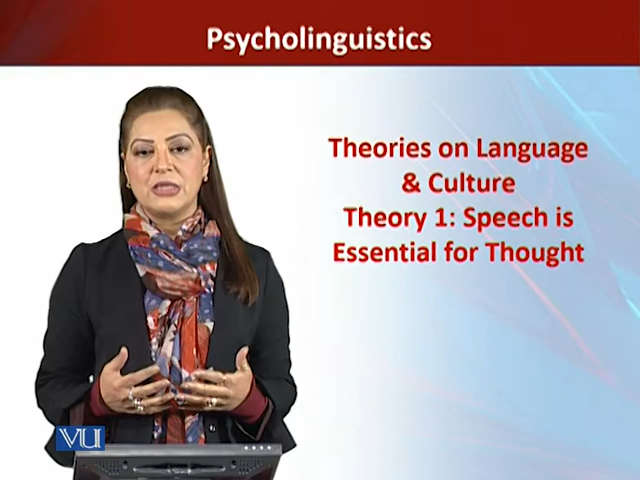 Psycholinguistics
Theories on Language
& Culture
Theory 1: Speech is
Essential for Thought
VU